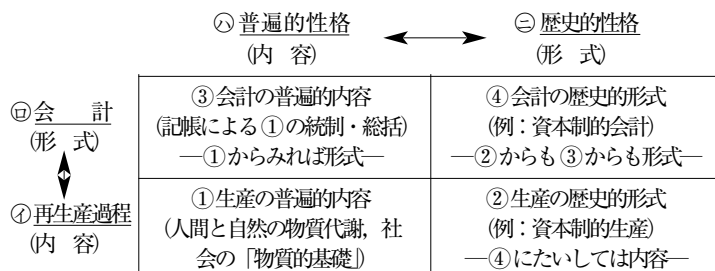 ㋩普遍的性格 ㋥歴史的性格
(内 容) (形 式)
㋺会 計
(形 式)
③会計の普遍的内容
(記帳による①の統制・総括)
―①からみれば形式―
④会計の歴史的形式
(例：資本制的会計)
―②からも③からも形式―
㋑再生産過程
(内 容)
①生産の普遍的内容
(人間と自然の物質代謝，社
会の「物質的基礎」)
②生産の歴史的形式
(例：資本制的生産)
―④にたいしては内容―